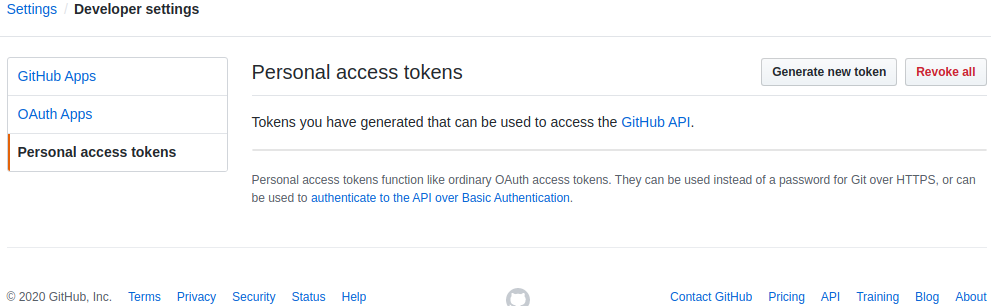 Settings / Developer settings
GitHub Apps
OAuth Apps
Personal access tokens
Personal access tokens
Generate new token
Revoke all
Tokens you have generated that can be used to access the GitHub API.
Personal access tokens function like ordinary OAuth access tokens. They can be used instead of a password for Git over HTTPS, or can
be used to authenticate to the API over Basic Authentication.
© 2020 GitHub, Inc. Terms Privacy Security Status Help Contact GitHub Pricing API Training Blog About